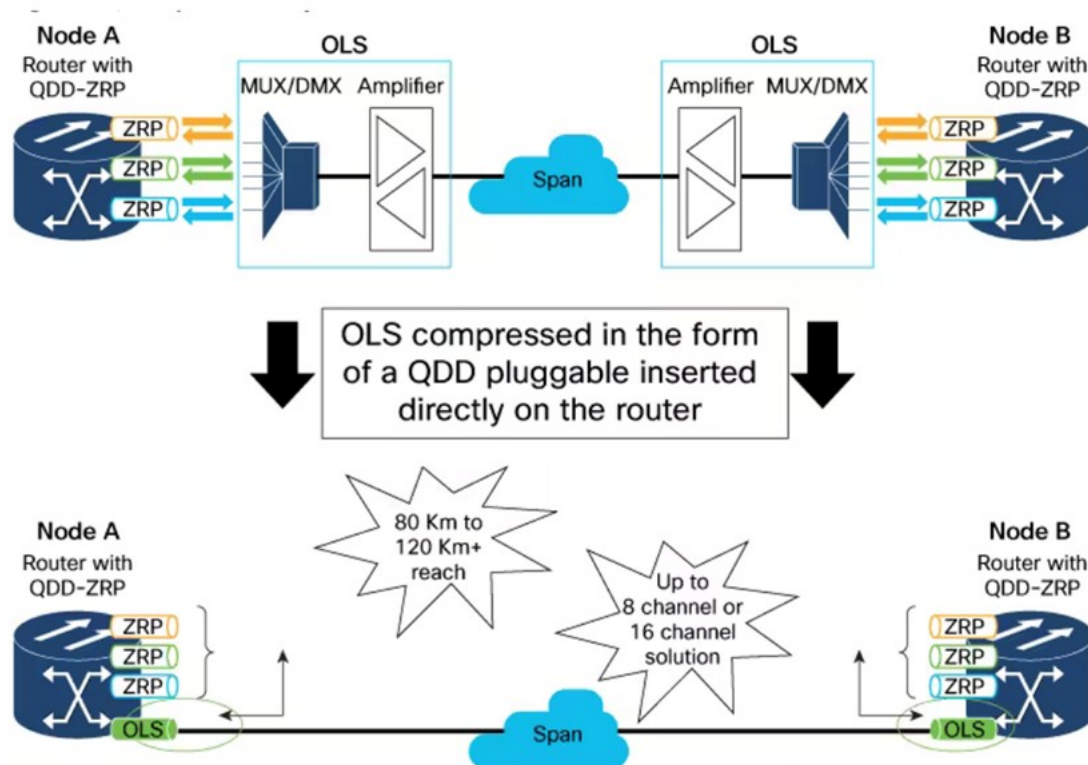 Node A
Router with
QDD-ZRP
ZRP
ZRP
ZRP
OLS
MUX/DMX
Amplifier
Span
OLS
Amplifier
MUX/DMX
Node B
Router with
QDD-ZRP
ZRP
ZRP
ZRP
OLS compressed in the form
of a QDD pluggable inserted
directly on the router
80 Km to
120 Km+
reach
Up to
8 channel or
16 channel
solution
Node A
Router with
QDD-ZRP
ZRP
ZRP
ZRP
OLS
Span
Node B
Router with
QDD-ZRP
ZRP
ZRP
ZRP
OLS